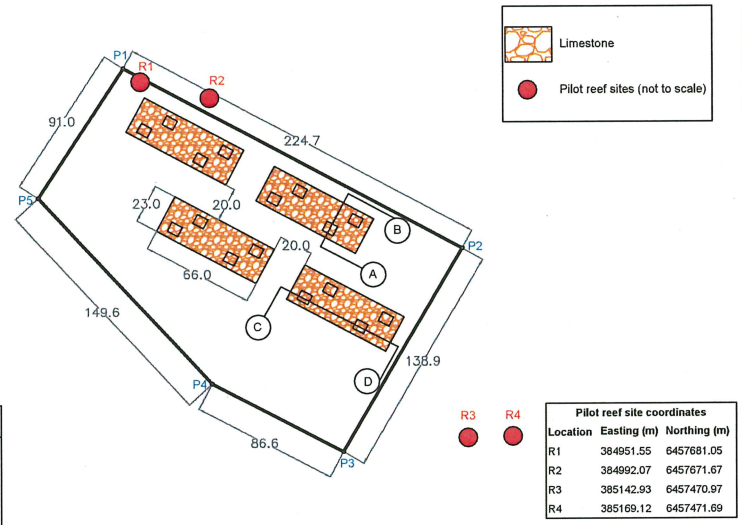 P1
R1
R2
91.0
224.7
P5
23.0
20.0
20.0
66.0
B
A
P2
C
149.6
D
138.9
P4
86.6
P3
R3
R4
Limestone
Pilot reef sites (not to scale)
Pilot reef site coordinates
Location Easting (m) Northing (m)
R1 384951.55 6457681.05
R2 384992.07 6457671.67
R3 385142.93 6457470.97
R4 385169.12 6457471.69